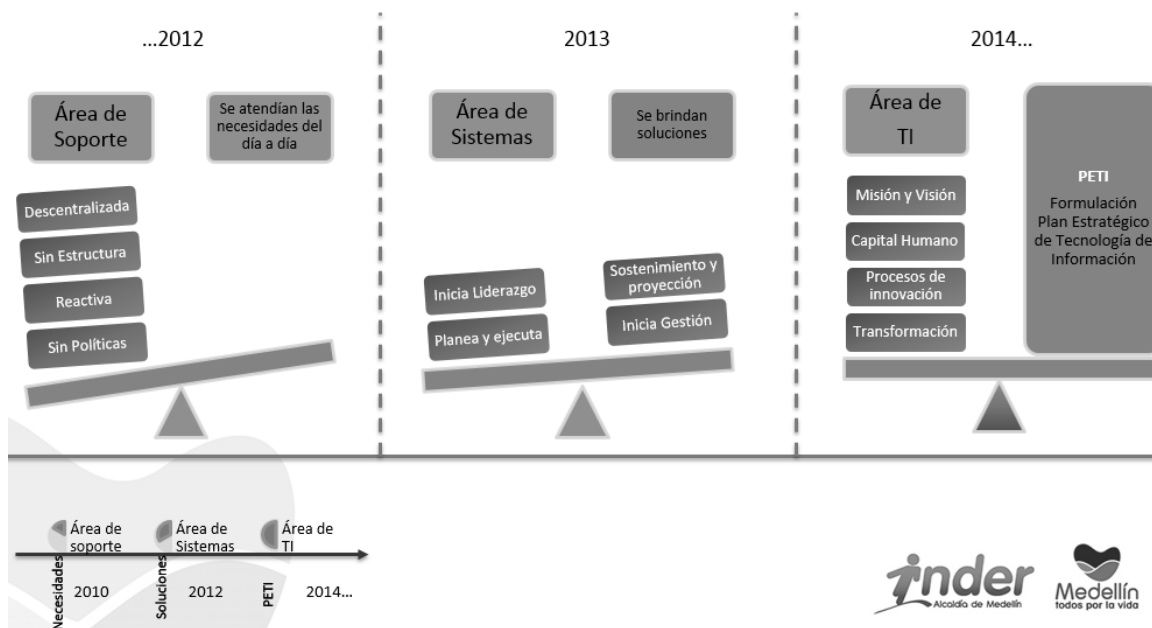 ...2012
Área de
Soporte
Se atendían las
necesidades del
día a día
Descentralizada
Sin Estructura
Reactiva
Sin Políticas
2013
Área de
Sistemas
Se brindan
soluciones
Inicia Liderazgo
Planea y ejecuta
Sostenimiento y
proyección
Inicia Gestión
2014...
Área de
TI
Misión y Visión
Capital Humano
Procesos de
innovación
Transformación
PETI
Formulación
Plan Estratégico
de Tecnología de
Información
Necesidades
Área de
soporte
2010
Soluciones
Área de
Sistemas
2012
PETI
Área de
TI
2014...
inder
Alcaldía de Medellín
Medellín
todos por la vida